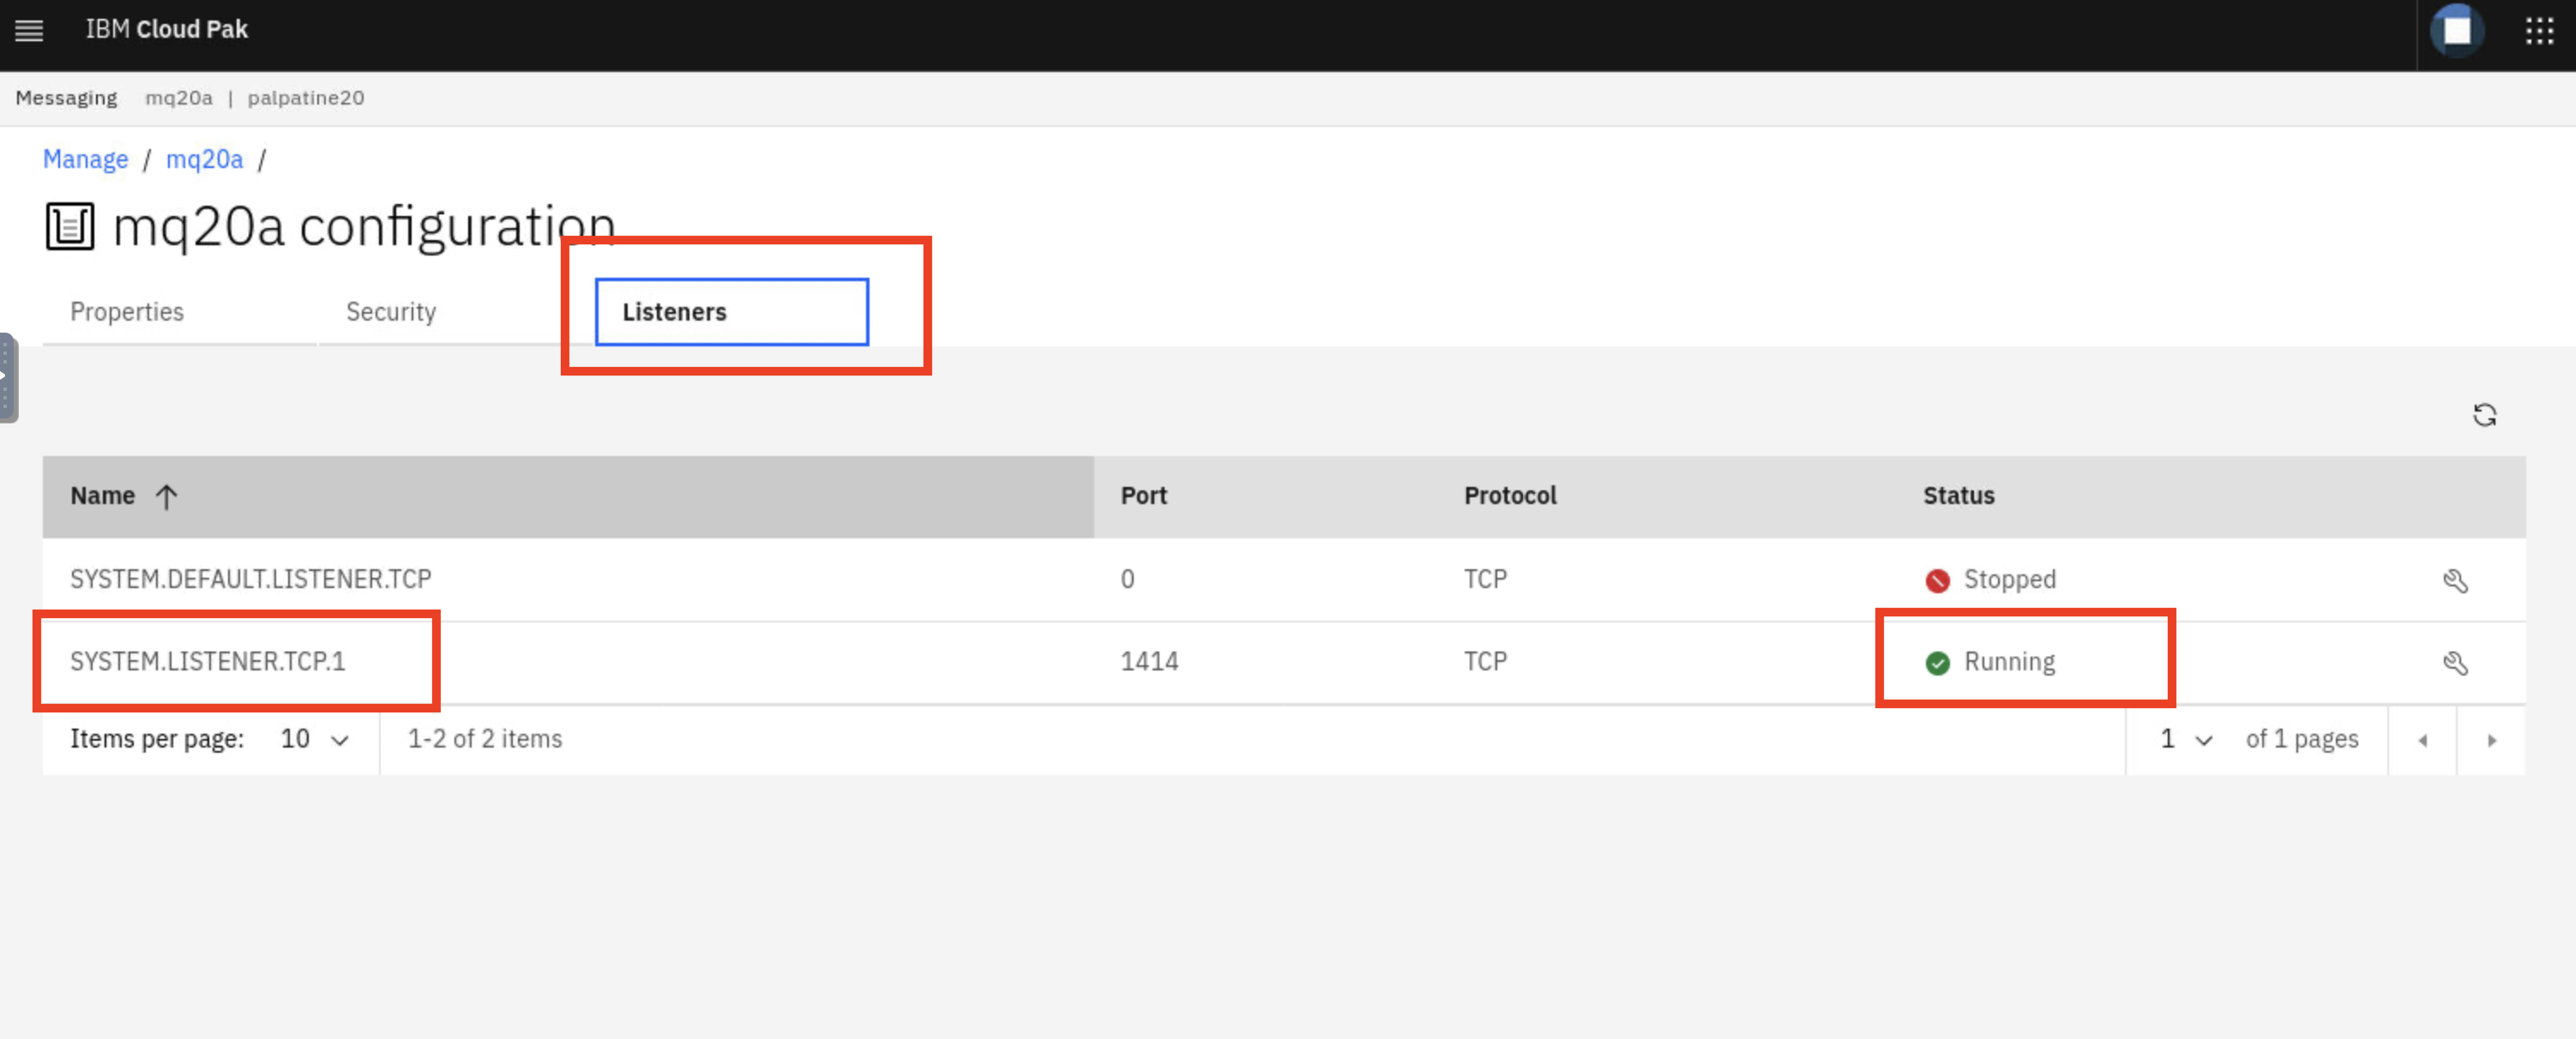 IBM Cloud Pak
Messaging mq20a | palpatine20
Manage / mq20a /
mq20a configuration
Properties Security Listeners
Name Port Protocol Status
SYSTEM.DEFAULT.LISTENER.TCP 0 TCP Stopped
SYSTEM.LISTENER.TCP.1 1414 TCP Running
Items per page: 10 1-2 of 2 items 1 of 1 pages